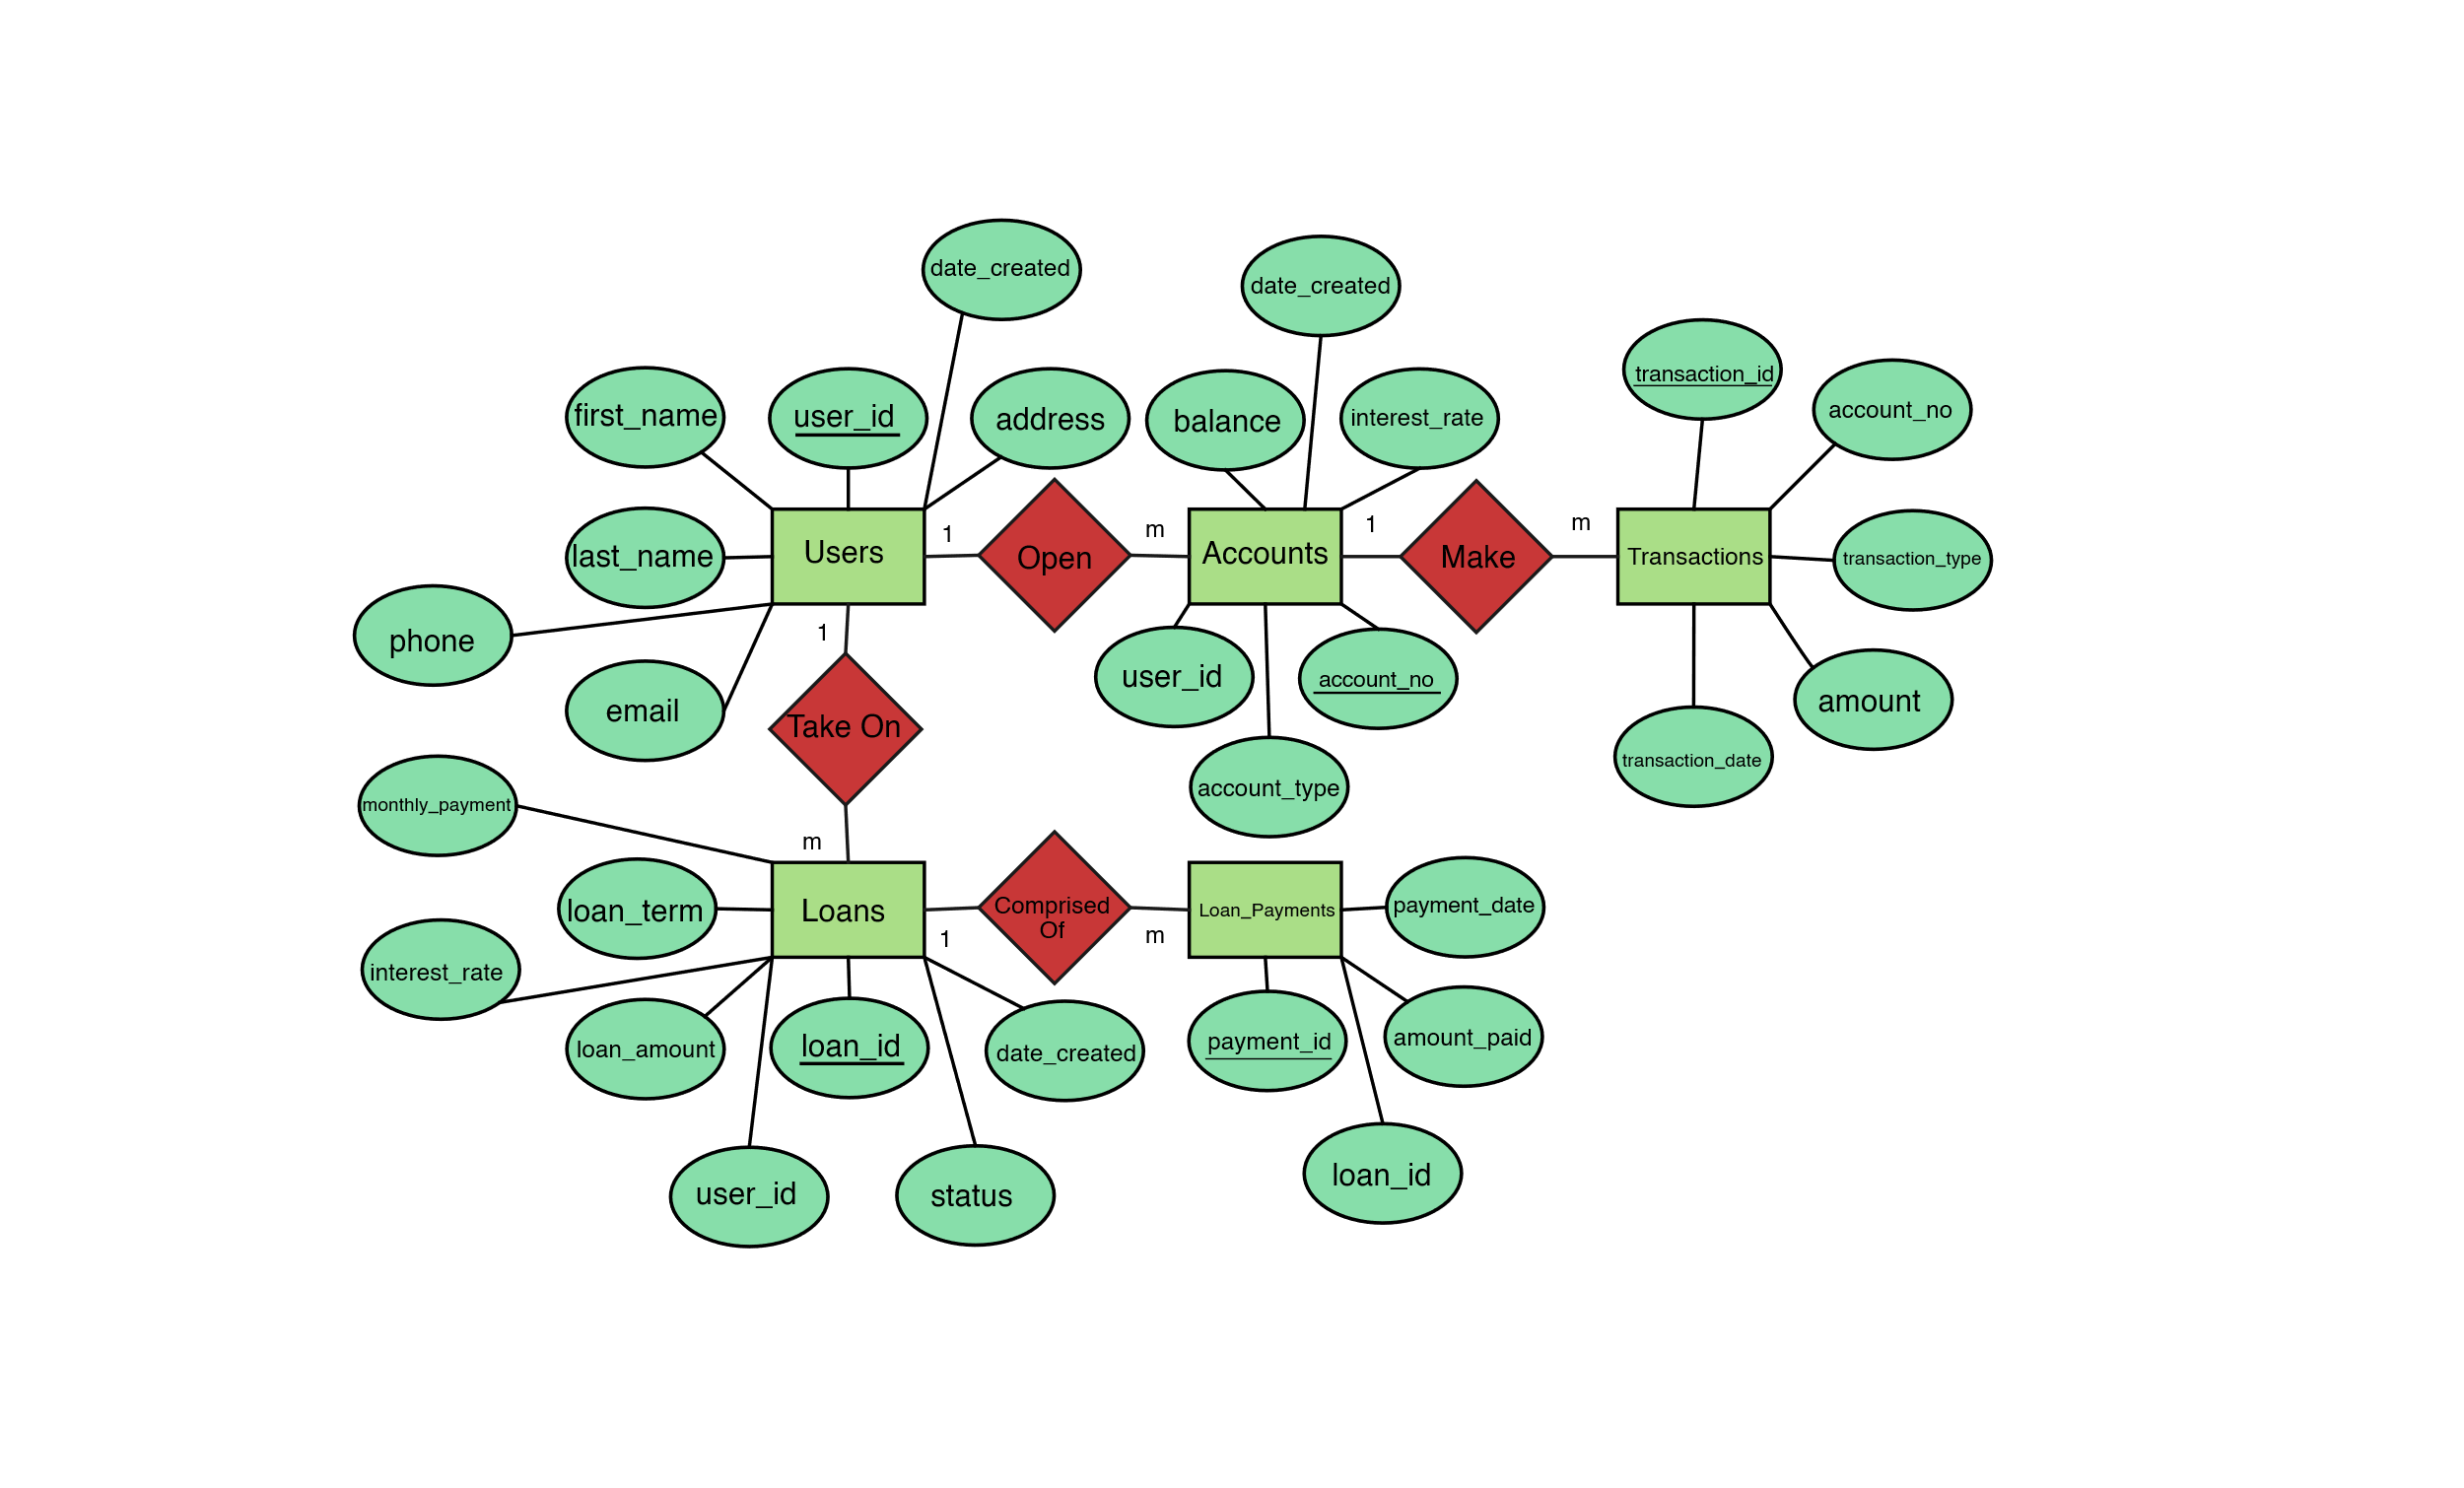 date_created
date_created
transaction_id
first_name
user_id
address
balance
interest_rate
account_no
1
m
1
m
Users
Open
Accounts
Make
Transactions
last_name
transaction_type
phone
1
email
user_id
account_no
amount
Take On
transaction_date
account_type
monthly_payment
m
loan_term
Loans
Comprised
Of
Loan_Payments
payment_date
1
m
interest_rate
loan_amount
loan_id
date_created
payment_id
amount_paid
user_id
status
loan_id